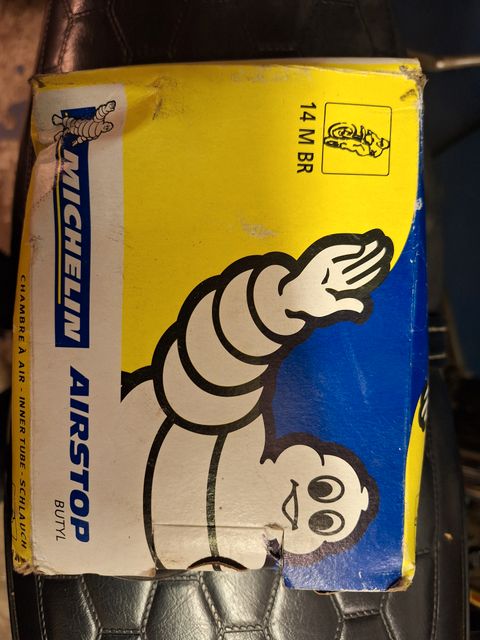 14 M BR
MICHELIN
AIRSTOP
BUTYL
CHAMBRE À AIR - INNER TUBE - SCHLAUCH